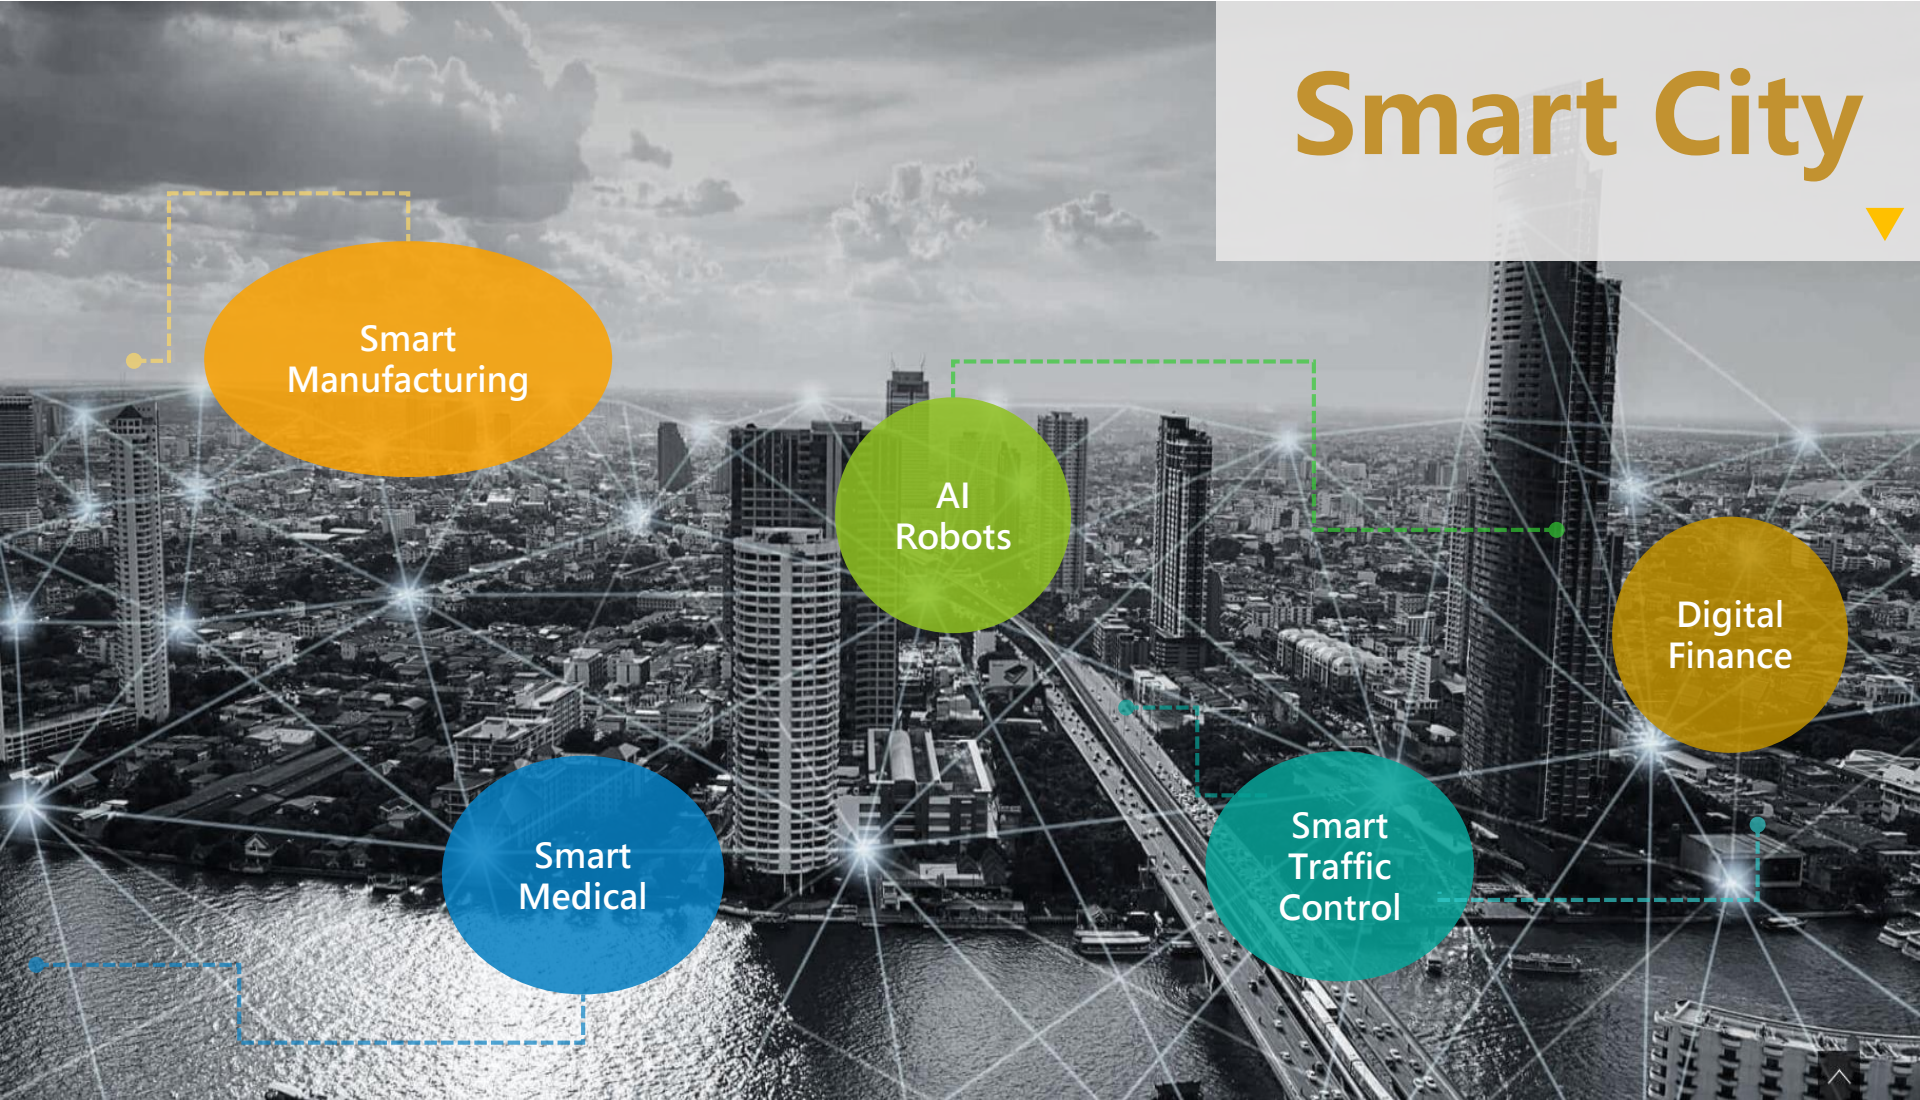 Smart City
Smart
Manufacturing
AI
Robots
Digital
Finance
Smart
Medical
Smart
Traffic
Control